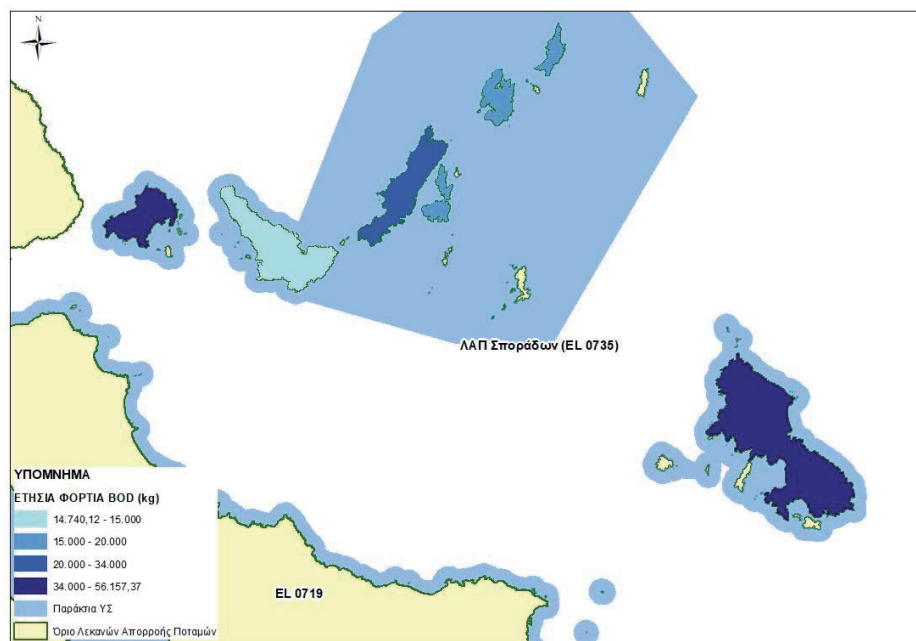 N
ΛΑΠ Σποράδων (EL 0735)
ΥΠΟΜΝΗΜΑ
ΕΤΗΣΙΑ ΦΟΡΤΙΑ BOD (kg)
14.740,12 - 15.000
15.000 - 20.000
20.000 - 34.000
34.000 - 56.157,37
Παράκτια ΥΣ
Όριο Λεκανών Απορροής Ποταμών
EL 0719